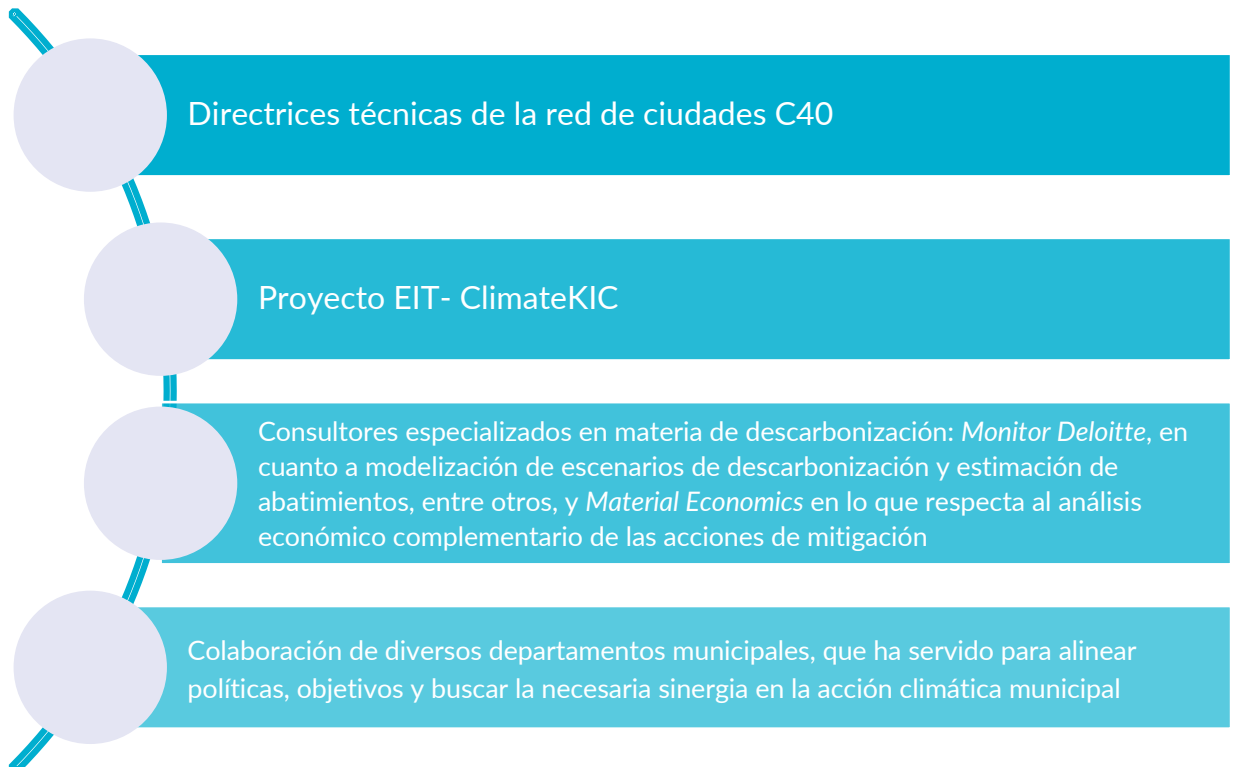 Directrices técnicas de la red de ciudades C40
Proyecto EIT- ClimateKIC
Consultores especializados en materia de descarbonización: Monitor Deloitte, en
cuanto a modelización de escenarios de descarbonización y estimación de
abatimientos, entre otros, y Material Economics en lo que respecta al análisis
económico complementario de las acciones de mitigación
Colaboración de diversos departamentos municipales, que ha servido para alinear
políticas, objetivos y buscar la necesaria sinergia en la acción climática municipal